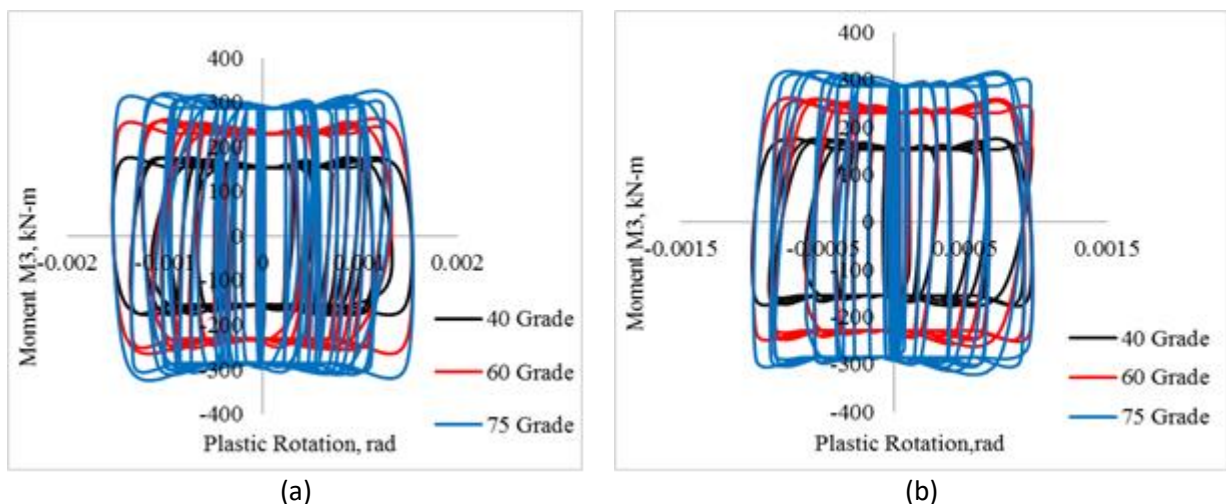 400
300
200
100
0
-100
-200
-300
-400
-0.002
-0.001
0
0.001
0.002
Moment M3, kN-m
Plastic Rotation, rad
40 Grade
60 Grade
75 Grade
(a)
400
300
200
100
0
-100
-200
-300
-400
-0.0015
-0.0005
0.0005
0.0015
Moment M3, kN-m
Plastic Rotation,rad
40 Grade
60 Grade
75 Grade
(b)